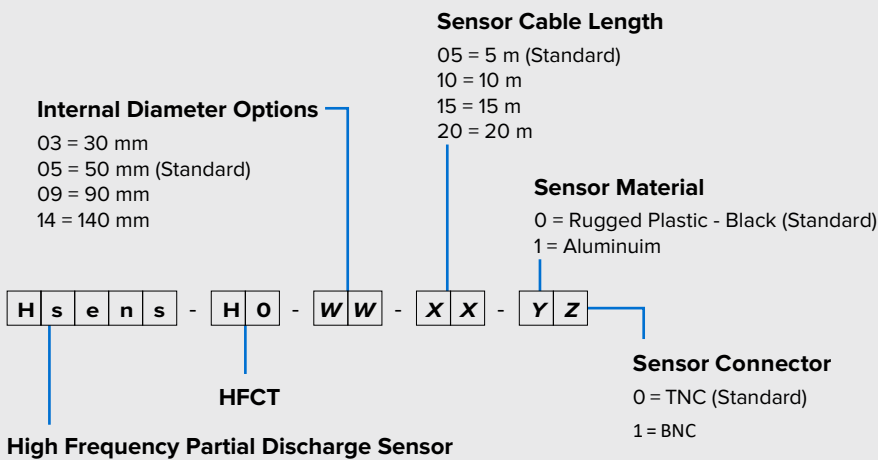 Sensor Cable Length
05 = 5 m (Standard)
10 = 10 m
15 = 15 m
20 = 20 m
Internal Diameter Options
03 = 30 mm
05 = 50 mm (Standard)
09 = 90 mm
14 = 140 mm
Sensor Material
0 = Rugged Plastic - Black (Standard)
1 = Aluminuim
H s e n s - H 0 - W W - X X - Y Z
HFCT
Sensor Connector
0 = TNC (Standard)
1 = BNC
High Frequency Partial Discharge Sensor